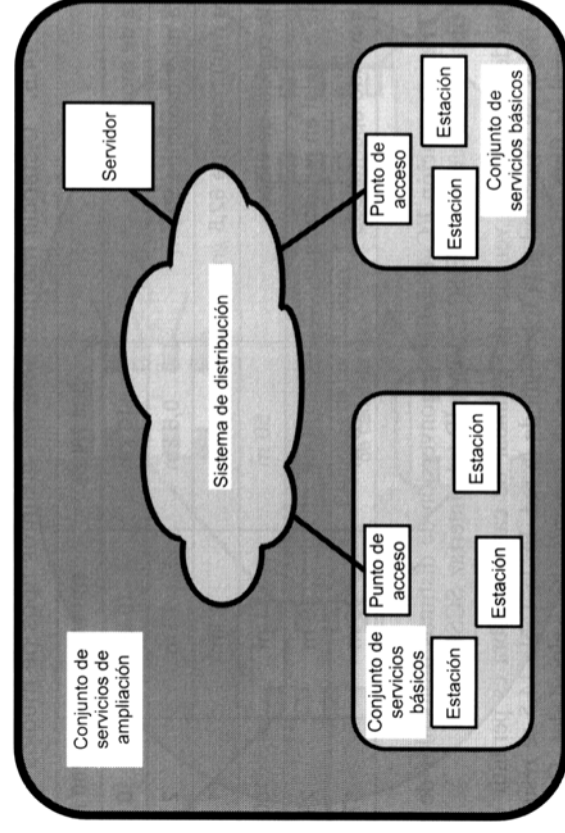 Conjunto de
servicios de
ampliación
Servidor
Sistema de distribución
Punto de
acceso
Conjunto de
servicios
básicos
Estación
Estación
Estación
Punto de
acceso
Estación
Estación
Conjunto de
servicios básicos